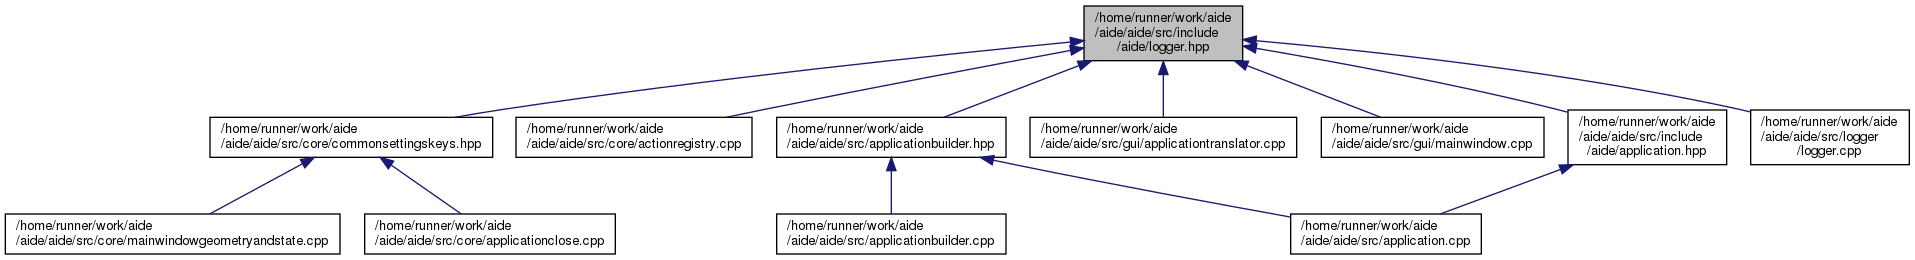 /home/runner/work/aide
/aide/aide/src/include
/aide/logger.hpp
/home/runner/work/aide
/aide/aide/src/core/commonsettingskeys.hpp
/home/runner/work/aide
/aide/aide/src/core/actionregistry.cpp
/home/runner/work/aide
/aide/aide/src/applicationbuilder.hpp
/home/runner/work/aide
/aide/aide/src/gui/applicationtranslator.cpp
/home/runner/work/aide
/aide/aide/src/gui/mainwindow.cpp
/home/runner/work/aide
/aide/aide/src/include
/aide/application.hpp
/home/runner/work/aide
/aide/aide/src/logger
/logger.cpp
/home/runner/work/aide
/aide/aide/src/core/mainwindowgeometryandstate.cpp
/home/runner/work/aide
/aide/aide/src/core/applicationclose.cpp
/home/runner/work/aide
/aide/aide/src/applicationbuilder.cpp
/home/runner/work/aide
/aide/aide/src/application.cpp